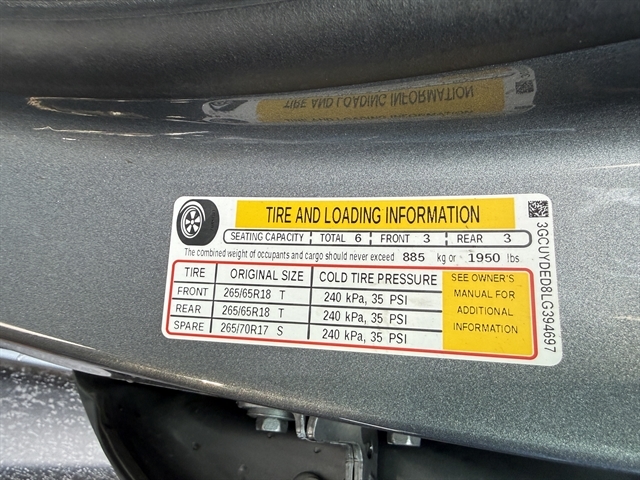 TIRE AND LOADING INFORMATION
TIRE AND LOADING INFORMATION
SEATING CAPACITY TOTAL 6 FRONT 3 REAR 3
The combined weight of occupants and cargo should never exceed 885 kg or 1950 lbs
TIRE ORIGINAL SIZE COLD TIRE PRESSURE
FRONT 265/65R18 T 240 kPa, 35 PSI
REAR 265/65R18 T 240 kPa, 35 PSI
SPARE 265/70R17 S 240 kPa, 35 PSI
SEE OWNER'S
MANUAL FOR
ADDITIONAL
INFORMATION
3GCUYDED8LG394697